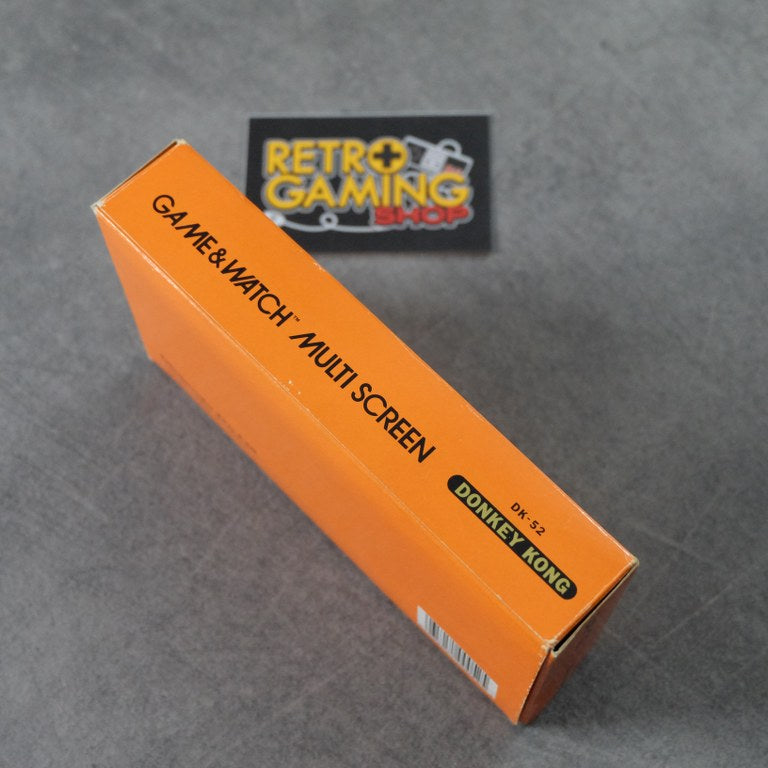 RETRO
GAMING
SHOP
GAME&WATCH™ MULTI SCREEN
DK-52
DONKEY KONG